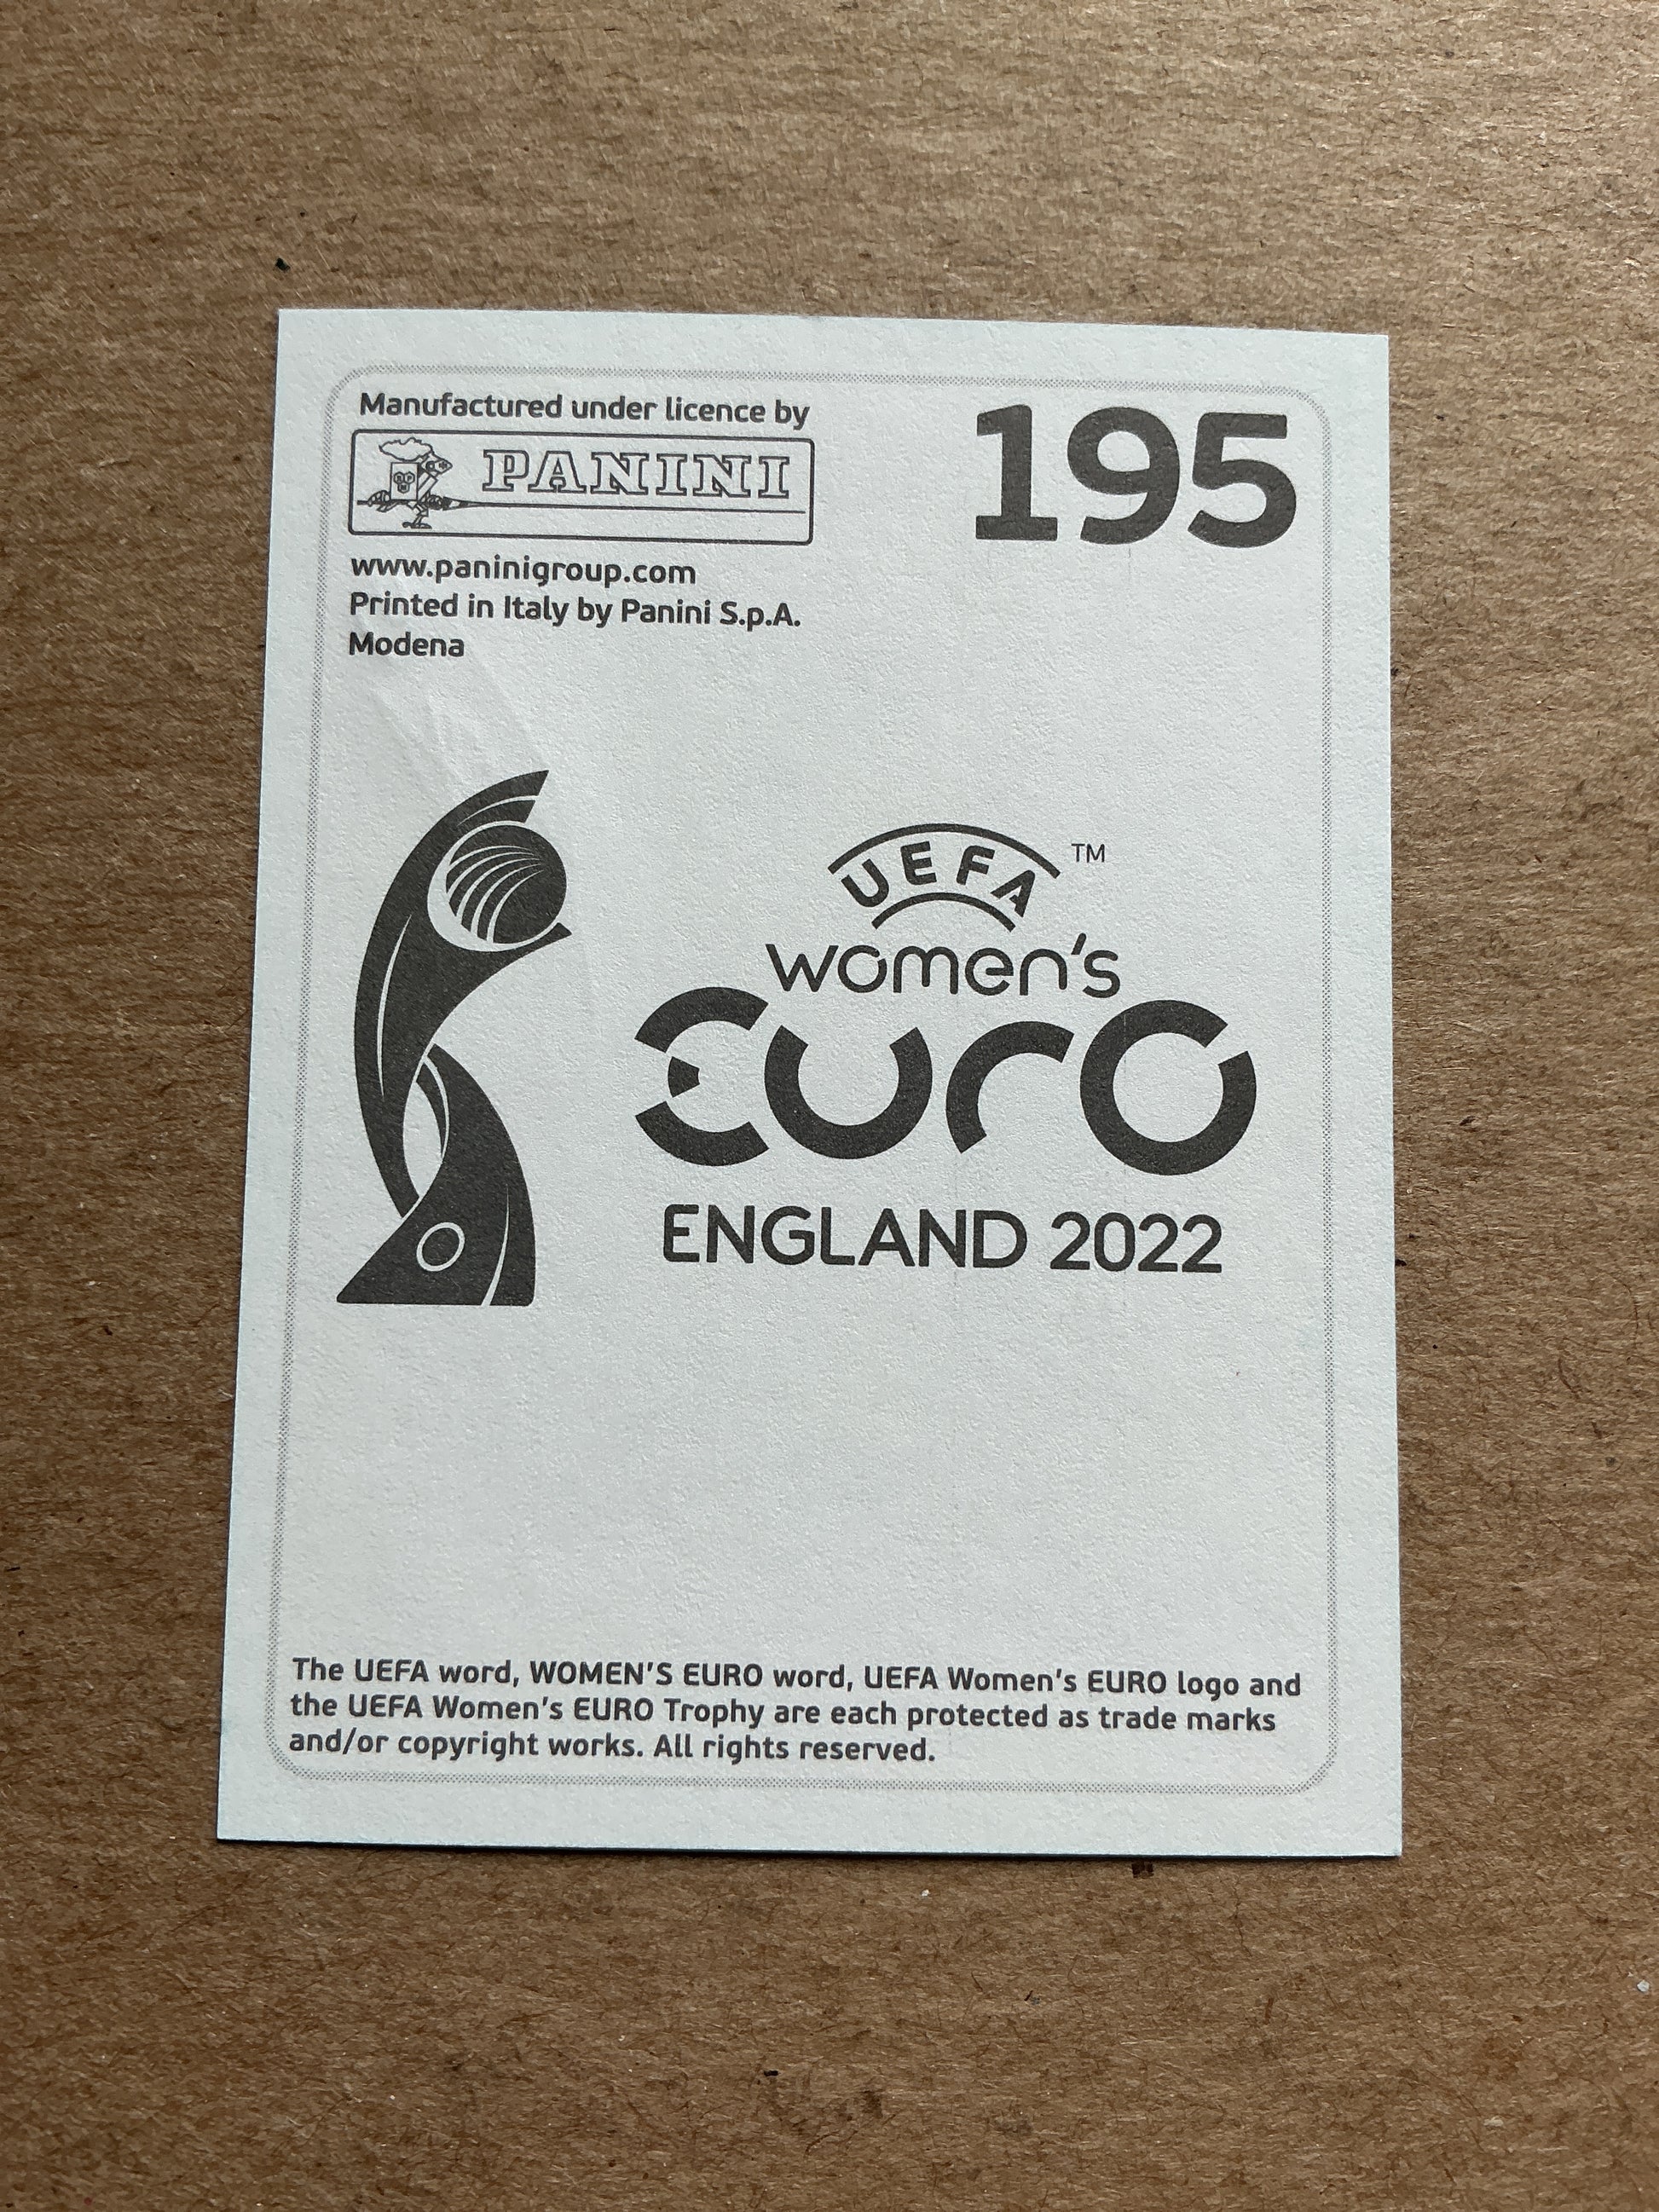 Manufactured under licence by
PANINI
195
www.paninigroup.com
Printed in Italy by Panini S.p.A.
Modena
UEFA ™
women's
EURO
ENGLAND 2022
The UEFA word, WOMEN'S EURO word, UEFA Women's EURO logo and
the UEFA Women's EURO Trophy are each protected as trade marks
and/or copyright works. All rights reserved.